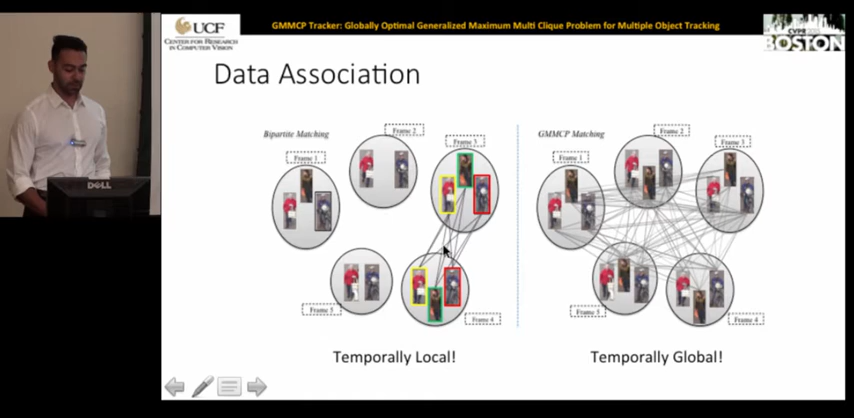 UCF
CENTER FOR RESEARCH
IN COMPUTER VISION
GMMCP Tracker: Globally Optimal Generalized Maximum Multi Clique Problem for Multiple Object Tracking
CVPR
BOSTON
Data Association
Bipartite Matching
Frame 1
Frame 2
Frame 3
Frame 5
Frame 4
GMMCP Matching
Frame 1
Frame 2
Frame 3
Frame 5
Frame 4
Temporally Local!
Temporally Global!
DELL